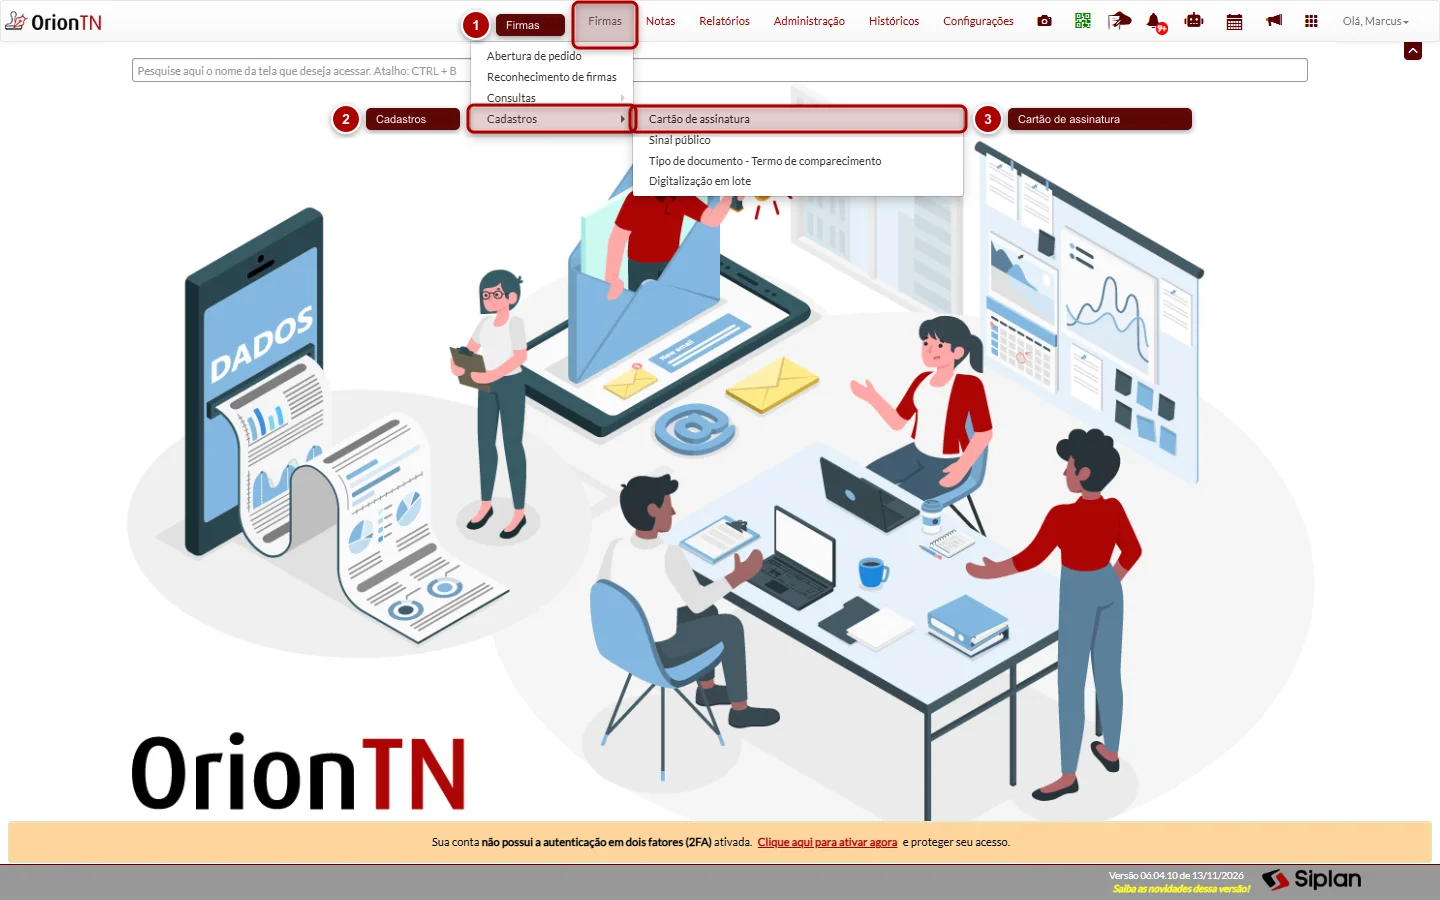 OrionTN
1
Firmas
Firmas
Notas
Relatórios
Administração
Históricos
Configurações
9+
Olá, Marcus
Abertura de pedido
Reconhecimento de firmas
Consultas
Cadastros
Pesquise aqui o nome da tela que deseja acessar. Atalho: CTRL + B
2
Cadastros
Cartão de assinatura
Sinal público
Tipo de documento - Termo de comparecimento
Digitalização em lote
3
Cartão de assinatura
DADOS
New email
@
OrionTN
Sua conta não possui a autenticação em dois fatores (2FA) ativada. Clique aqui para ativar agora e proteger seu acesso.
Versão 06.04.10 de 13/11/2026
Saiba as novidades dessa versão!
Siplan